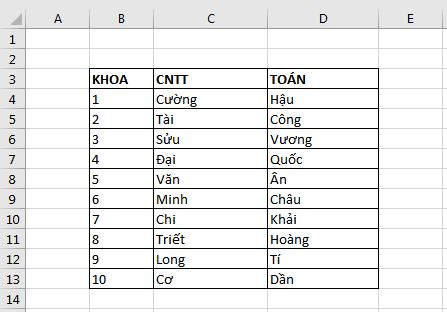 A B C D E
1
2
3 KHOA CNTT TOÁN
4 1 Cường Hậu
5 2 Tài Công
6 3 Sửu Vương
7 4 Đại Quốc
8 5 Văn Ân
9 6 Minh Châu
10 7 Chi Khải
11 8 Triết Hoàng
12 9 Long Tí
13 10 Cơ Dần
14